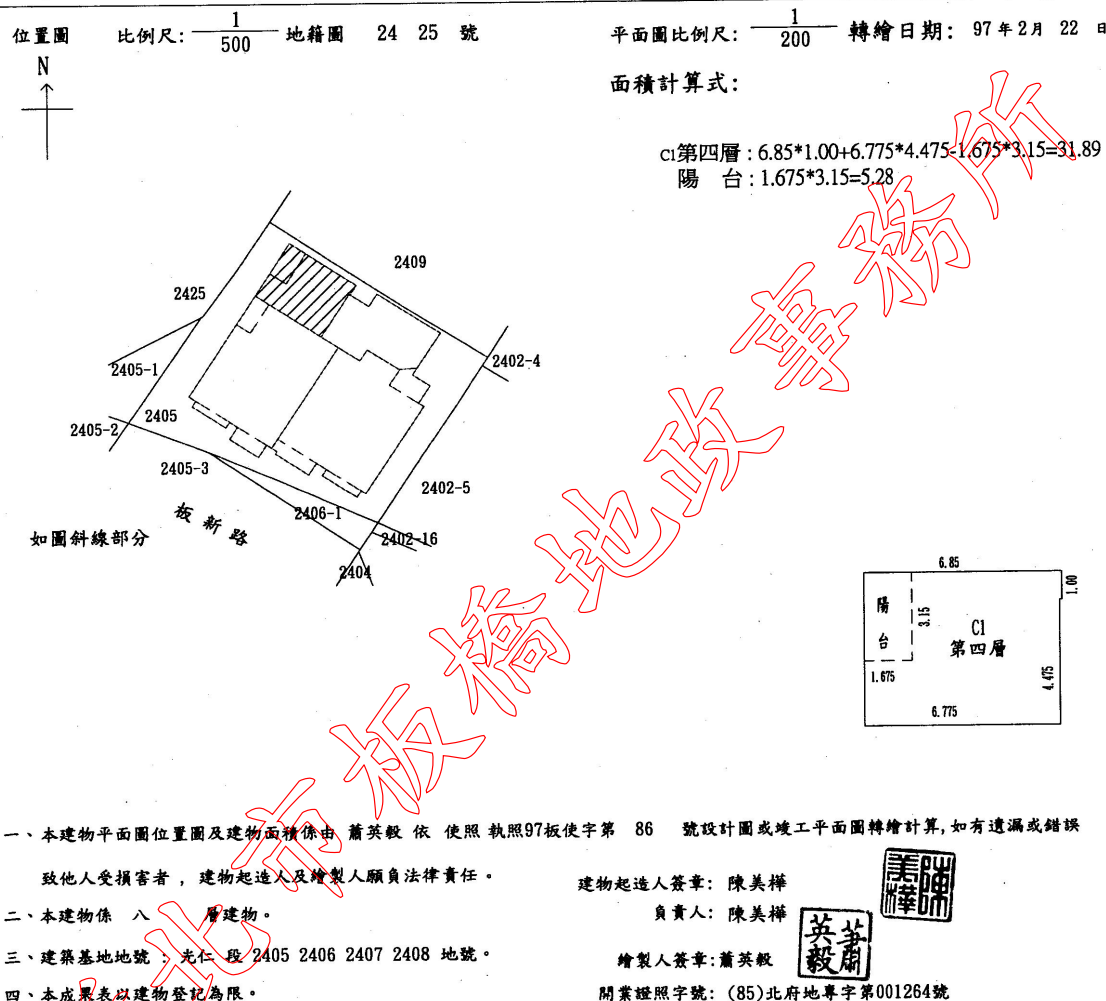 位置圖 比例尺: 1/500 地籍圖 24 25 號
平面圖比例尺: 1/200 轉繪日期: 97年2月 22 日
N
面積計算式:
C1第四層:6.85*1.00+6.775*4.475-1.675*3.15=31.89
陽 台:1.675*3.15=5.28
2409
2425
2402-4
2405-1
2405
2405-2
2405-3
2402-5
2406-1
板新路
如圖斜線部分
2402-16
2404
6.85
1.00
陽台
3.15
C1
第四層
1.675
4.475
6.775
一、本建物平面圖位置圖及建物面積係由 蕭英毅 依 使照 執照97板使字第 86 號設計圖或竣工平面圖轉繪計算,如有遺漏或錯誤
致他人受損害者,建物起造人及繪製人願負法律責任。
二、本建物係 八 層建物。
三、建築基地地號:光仁 段 2405 2406 2407 2408 地號。
四、本成果表以建物登記為限。
建物起造人簽章: 陳美樺
負責人: 陳美樺
繪製人簽章:蕭英毅
開業證照字號: (85)北府地專字第001264號
陳美樺
蕭英毅
北市板橋地政事務所